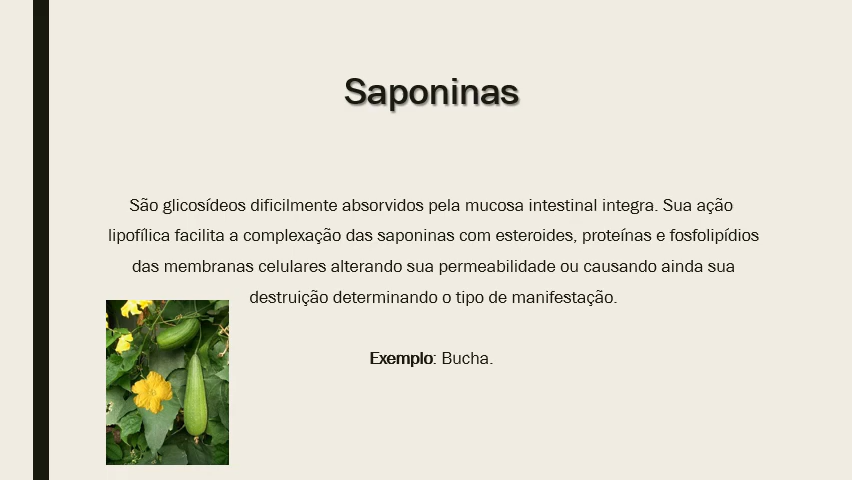 Saponinas
São glicosídeos dificilmente absorvidos pela mucosa intestinal integra. Sua ação
lipofílica facilita a complexação das saponinas com esteroides, proteínas e fosfolipídios
das membranas celulares alterando sua permeabilidade ou causando ainda sua
destruição determinando o tipo de manifestação.
Exemplo: Bucha.